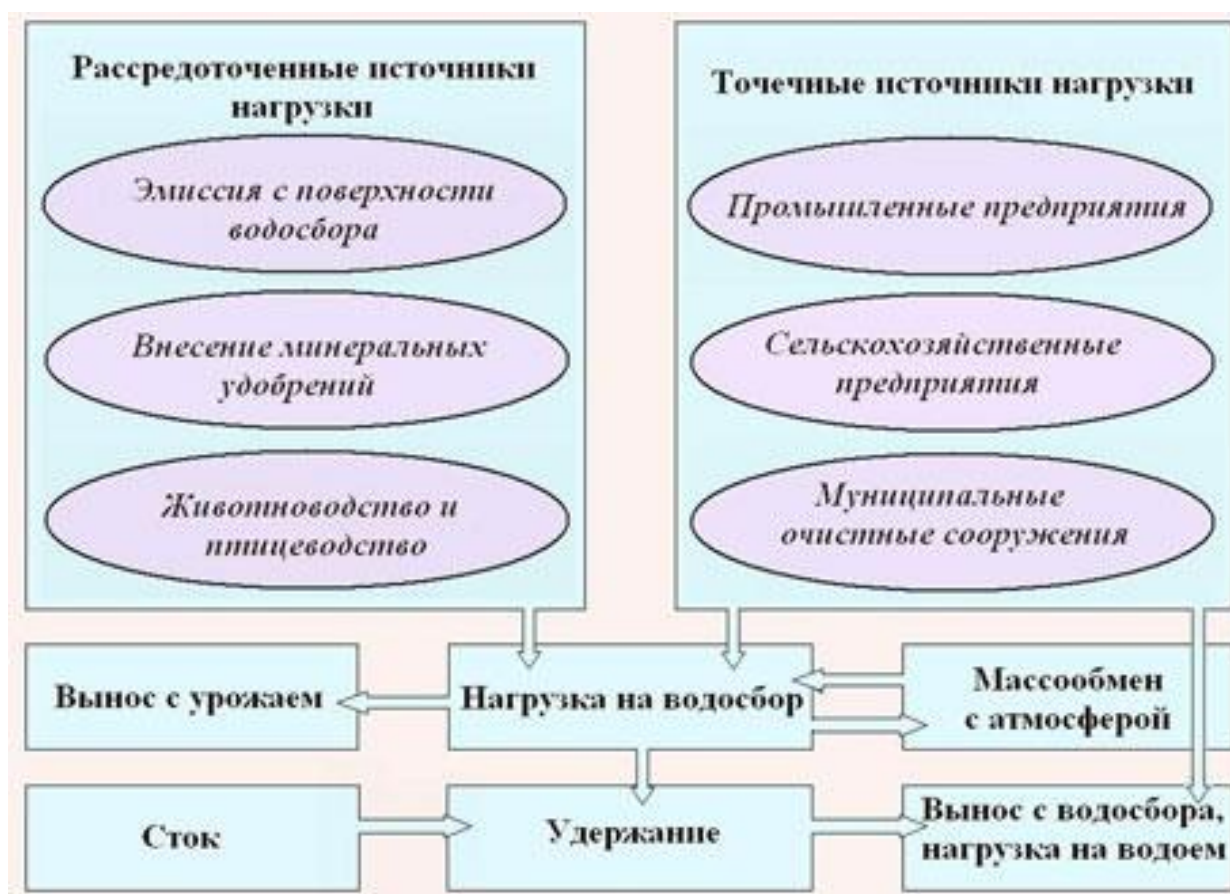 Рассредоточенные источники
нагрузки
Эмиссия с поверхности
водосбора
Внесение минеральных
удобрений
Животноводство и
птицеводство
Точечные источники нагрузки
Промышленные предприятия
Сельскохозяйственные
предприятия
Муниципальные
очистные сооружения
Вынос с урожаем
Нагрузка на водосбор
Массообмен
с атмосферой
Сток
Удержание
Вынос с водосбора,
нагрузка на водоем